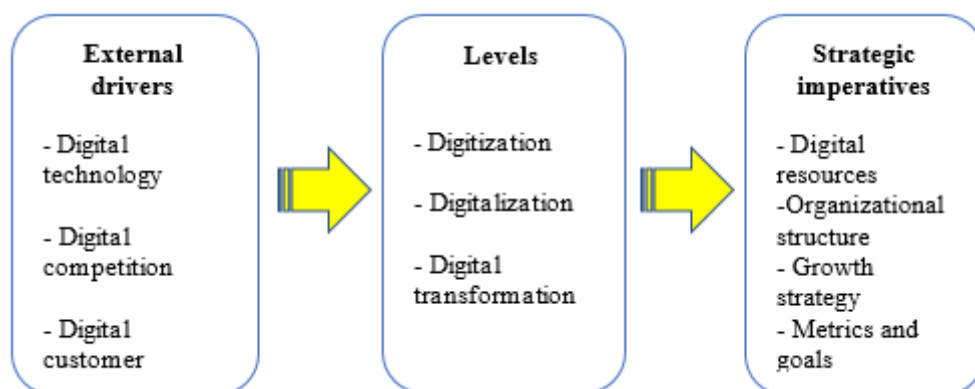 External
drivers
- Digital
technology
- Digital
competition
- Digital
customer
Levels
- Digitization
- Digitalization
- Digital
transformation
Strategic
imperatives
- Digital
resources
-Organizational
structure
- Growth
strategy
- Metrics and
goals